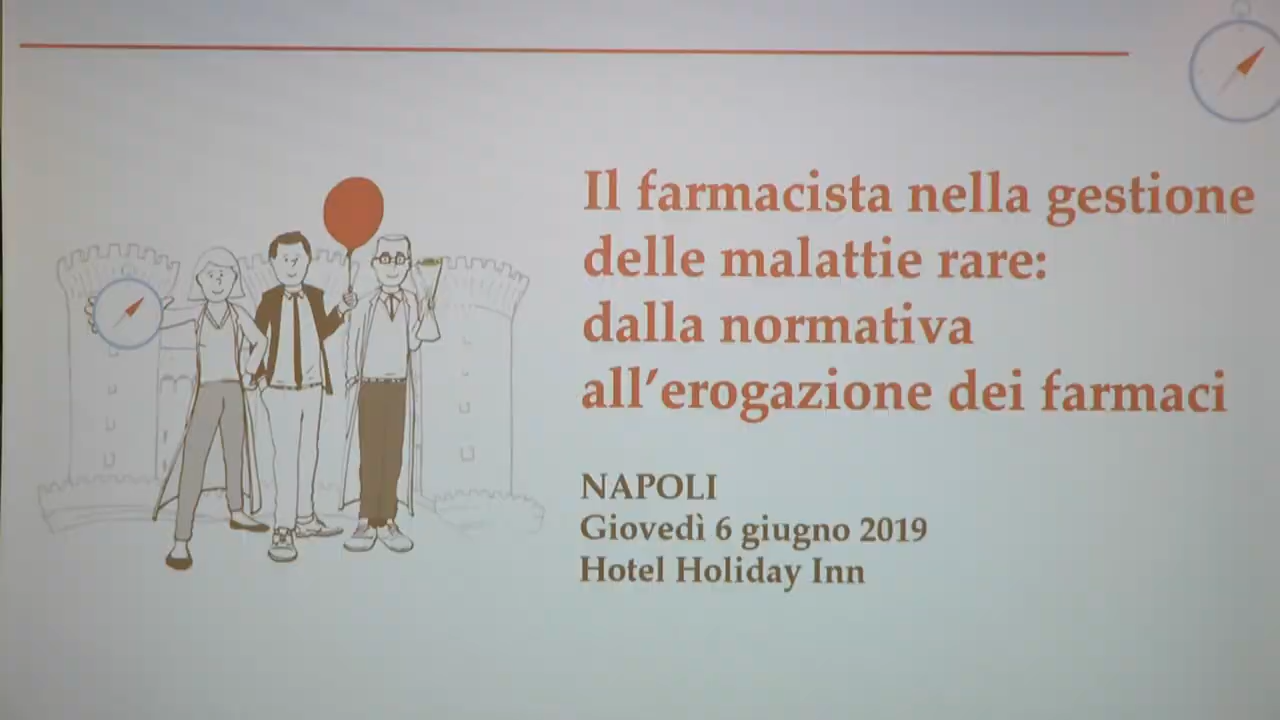 Il farmacista nella gestione
delle malattie rare:
dalla normativa
all'erogazione dei farmaci
NAPOLI
Giovedì 6 giugno 2019
Hotel Holiday Inn